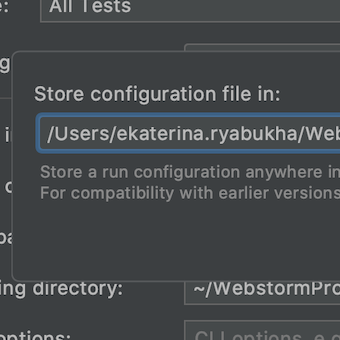 e: All Tests
g
Store configuration file in:
/Users/ekaterina.ryabukha/Web
Store a run configuration anywhere in
For compatibility with earlier versions
ing directory: ~/WebstormPro
options: CLI options, e.g